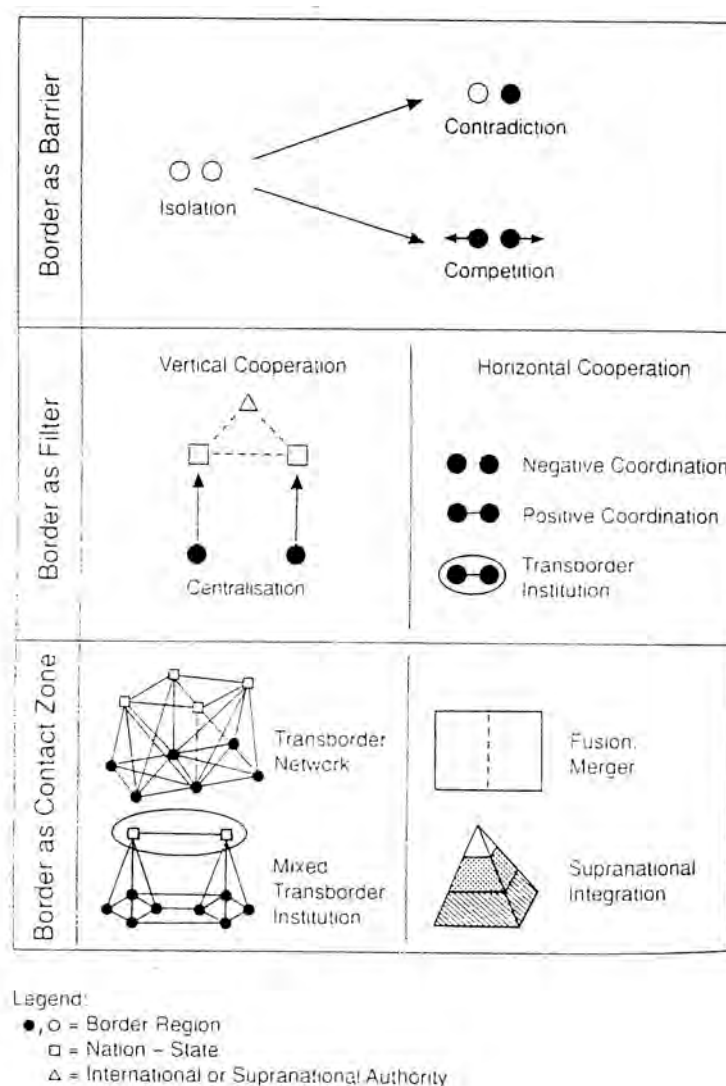 Border as Barrier
Isolation
Contradiction
Competition
Border as Filter
Vertical Cooperation
Centralisation
Horizontal Cooperation
Negative Coordination
Positive Coordination
Transborder
Institution
Border as Contact Zone
Transborder
Network
Mixed
Transborder
Institution
Fusion:
Merger
Supranational
Integration
Legend:
●, ○ = Border Region
□ = Nation – State
△ = International or Supranational Authority